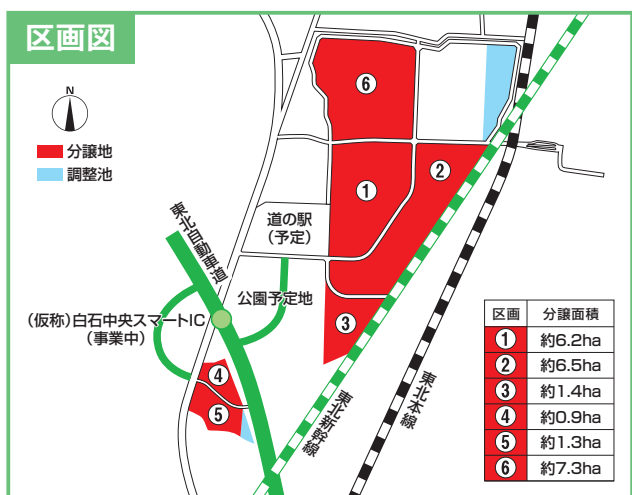 区画図
N
分譲地
調整池
⑥
②
①
道の駅
(予定)
東北自動車道
公園予定地
(仮称)白石中央スマートIC
(事業中)
③
④
⑤
東北新幹線
東北本線
区画 分譲面積
① 約6.2ha
② 約6.5ha
③ 約1.4ha
④ 約0.9ha
⑤ 約1.3ha
⑥ 約7.3ha